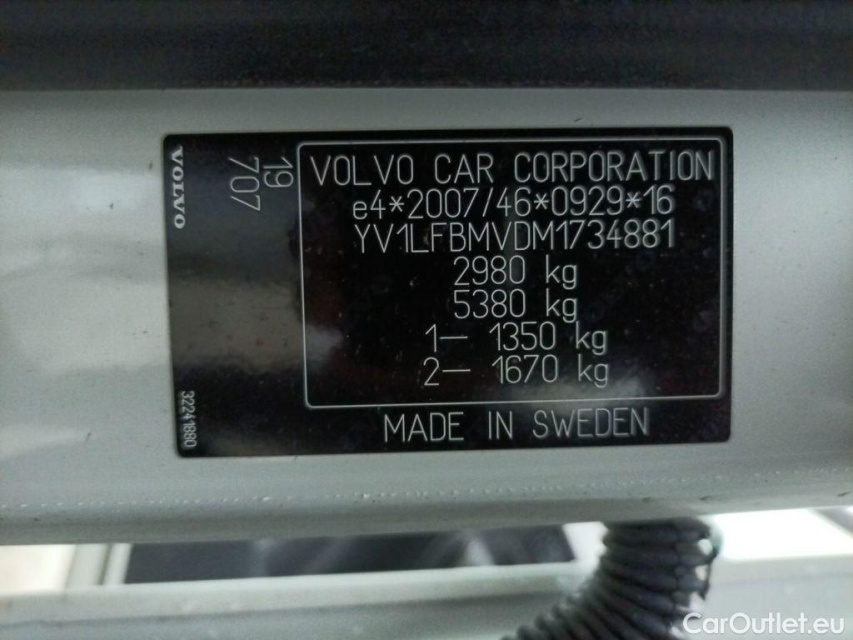 VOLVO
19
707
VOLVO CAR CORPORATION
e4*2007/46*0929*16
YV1LFBMVDM1734881
2980 kg
5380 kg
1– 1350 kg
2– 1670 kg
32241880
MADE IN SWEDEN
CarOutlet.eu